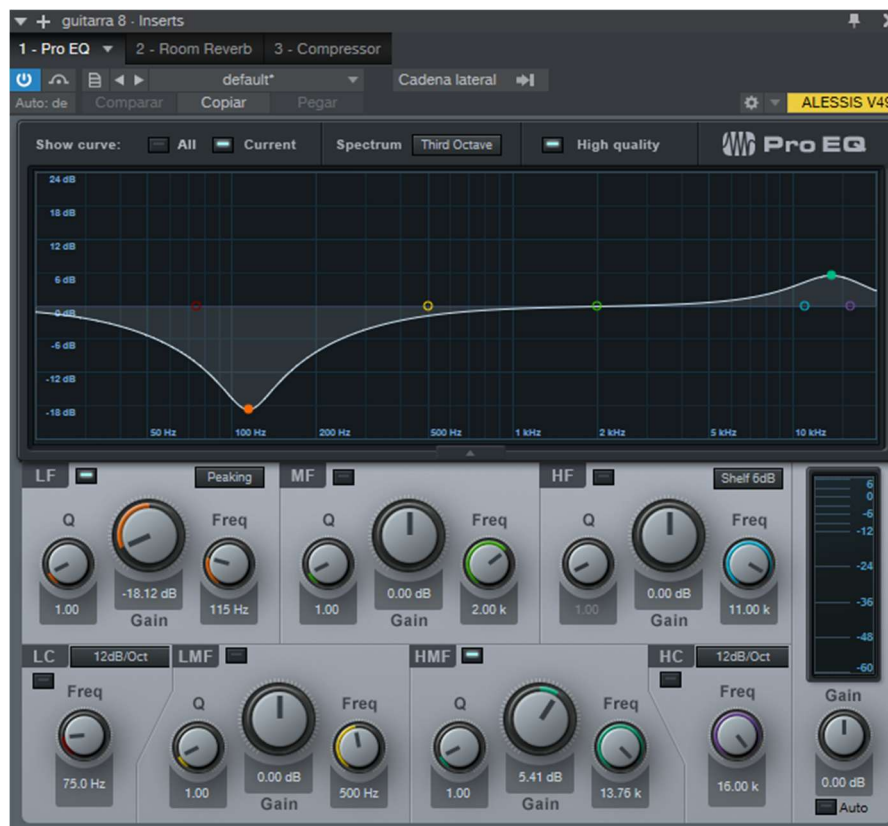 guitarra 8 · Inserts
1 - Pro EQ 2 - Room Reverb 3 - Compressor
default* Cadena lateral
Auto: de Comparar Copiar Pegar ALESSIS V49
Show curve: All Current Spectrum Third Octave High quality Pro EQ
24 dB
18 dB
12 dB
6 dB
0 dB
-6 dB
-12 dB
-18 dB
50 Hz 100 Hz 200 Hz 500 Hz 1 kHz 2 kHz 5 kHz 10 kHz
LF Peaking MF HF Shelf 6dB
Q Freq Q Freq Q Freq
1.00 -18.12 dB 115 Hz 1.00 0.00 dB 2.00 k 1.00 0.00 dB 11.00 k
Gain Gain Gain
6
0
-6
-12
-24
-36
-48
-60
LC 12dB/Oct LMF HMF HC 12dB/Oct
Freq Q Freq Q Freq Freq Gain
75.0 Hz 1.00 0.00 dB 500 Hz 1.00 5.41 dB 13.76 k 16.00 k 0.00 dB
Gain Gain Auto